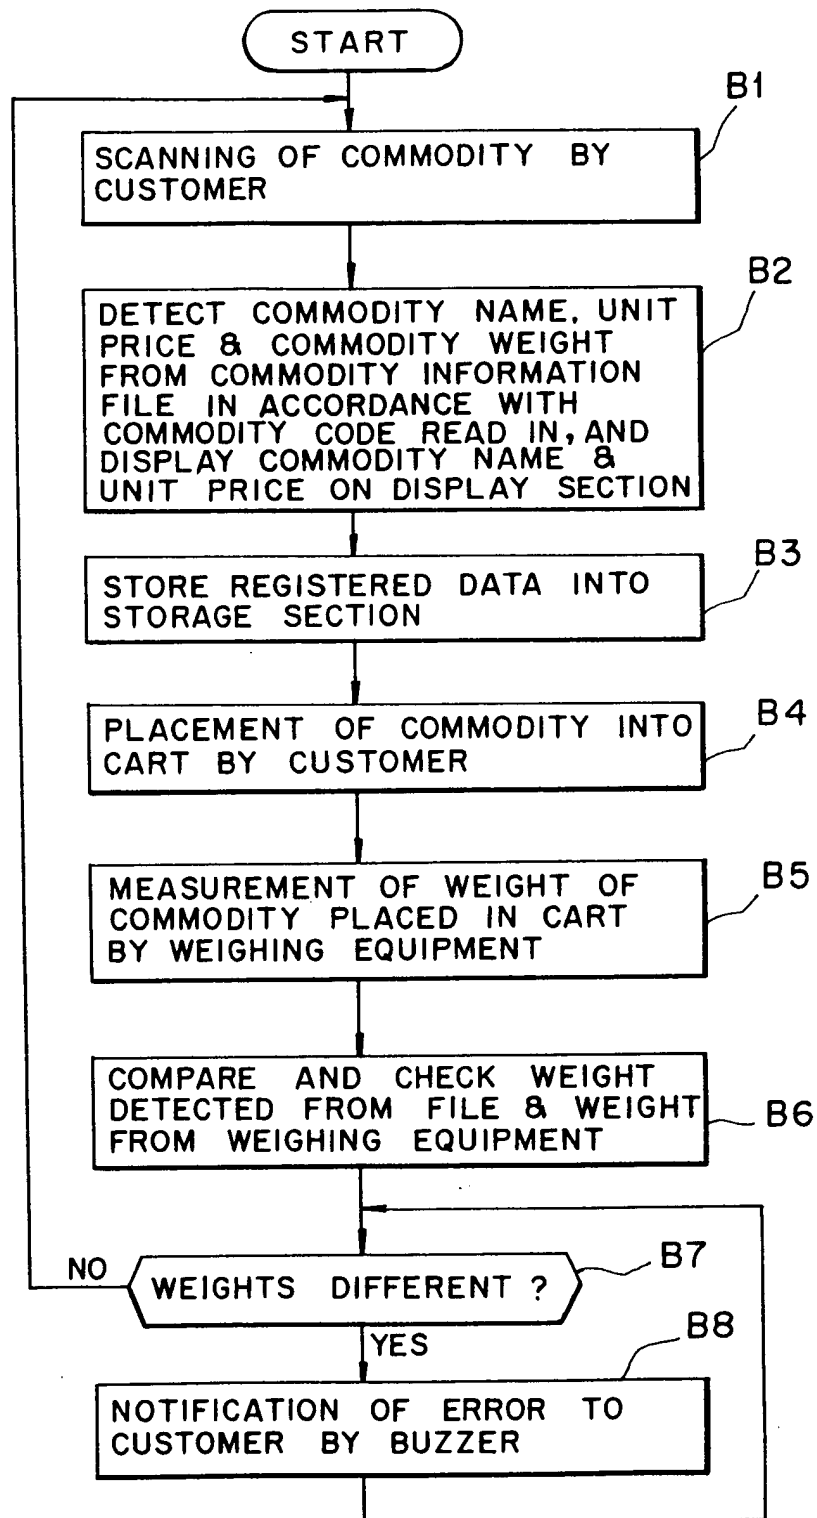 START
B1
SCANNING OF COMMODITY BY
CUSTOMER
B2
DETECT COMMODITY NAME, UNIT
PRICE & COMMODITY WEIGHT
FROM COMMODITY INFORMATION
FILE IN ACCORDANCE WITH
COMMODITY CODE READ IN, AND
DISPLAY COMMODITY NAME &
UNIT PRICE ON DISPLAY SECTION
B3
STORE REGISTERED DATA INTO
STORAGE SECTION
B4
PLACEMENT OF COMMODITY INTO
CART BY CUSTOMER
B5
MEASUREMENT OF WEIGHT OF
COMMODITY PLACED IN CART
BY WEIGHING EQUIPMENT
COMPARE AND CHECK WEIGHT
DETECTED FROM FILE & WEIGHT
FROM WEIGHING EQUIPMENT
B6
B7
NO
WEIGHTS DIFFERENT ?
YES
B8
NOTIFICATION OF ERROR TO
CUSTOMER BY BUZZER